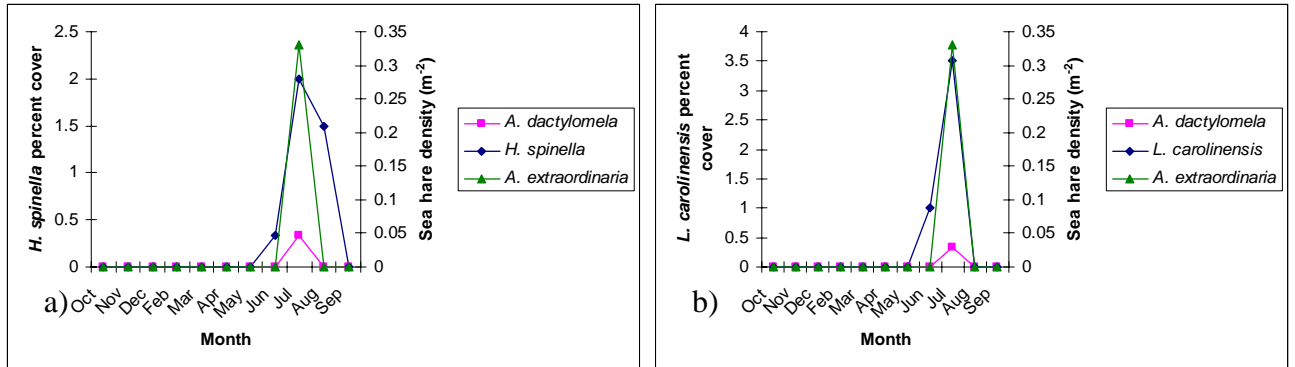 2.5
2
1.5
1
0.5
0
H. spinella percent cover
0.35
0.3
0.25
0.2
0.15
0.1
0.05
0
Sea hare density (m-2)
Oct Nov Dec Feb Mar Apr May Jun Jul Aug Sep
Month
a)
A. dactylomela
H. spinella
A. extraordinaria
4
3.5
3
2.5
2
1.5
1
0.5
0
L. carolinensis percent
cover
0.35
0.3
0.25
0.2
0.15
0.1
0.05
0
Sea hare density (m-2)
Oct Nov Dec Feb Mar Apr May Jun Jul Aug Sep
Month
b)
A. dactylomela
L. carolinensis
A. extraordinaria